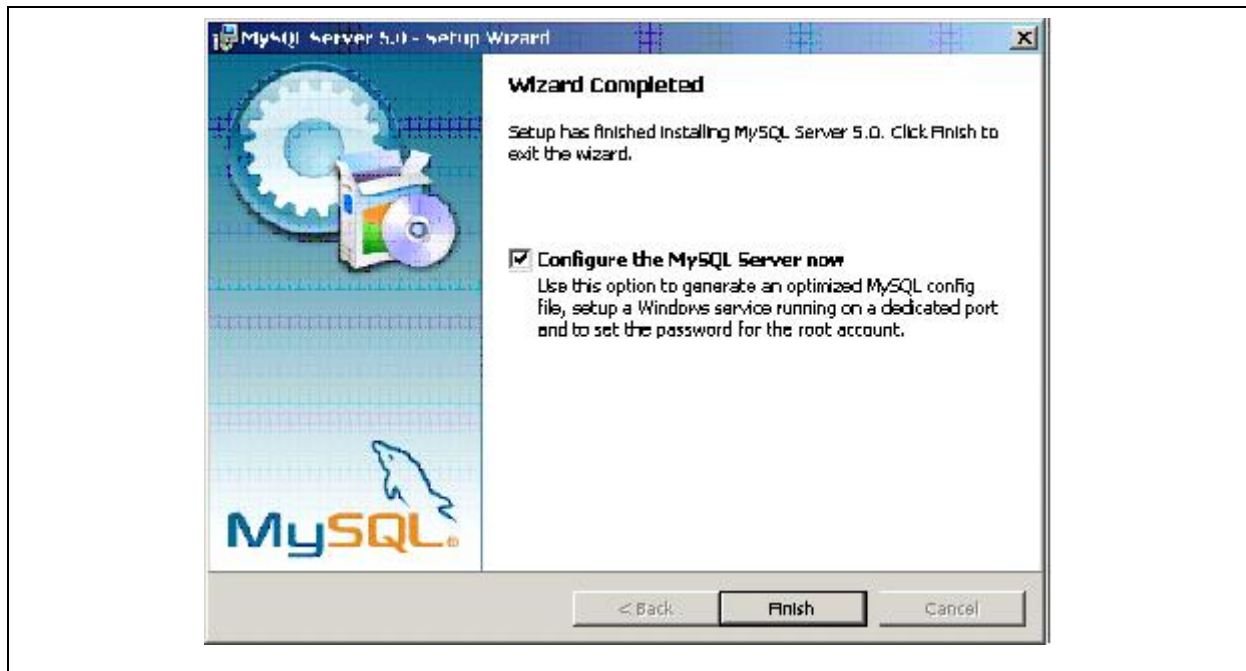 MySQL Server 5.0 - Setup Wizard
Wizard Completed
Setup has finished installing MySQL Server 5.0. Click Finish to
exit the wizard.
Configure the MySQL Server now
Use this option to generate an optimized MySQL config
file, setup a Windows service running on a dedicated port
and to set the password for the root account.
MySQL®
< Back
Finish
Cancel